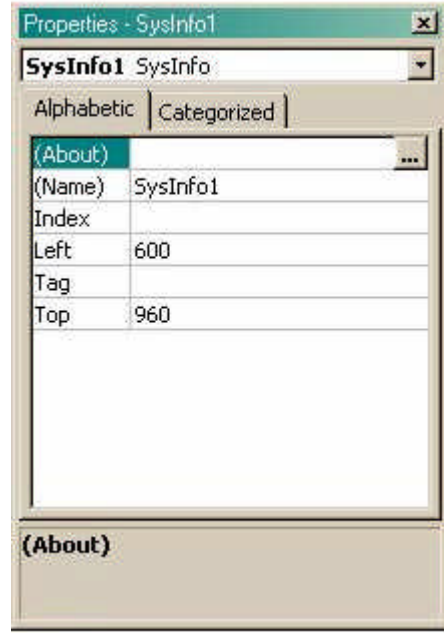 Properties - SysInfo1
SysInfo1 SysInfo
Alphabetic Categorized
(About) ...
(Name) SysInfo1
Index
Left 600
Tag
Top 960
(About)